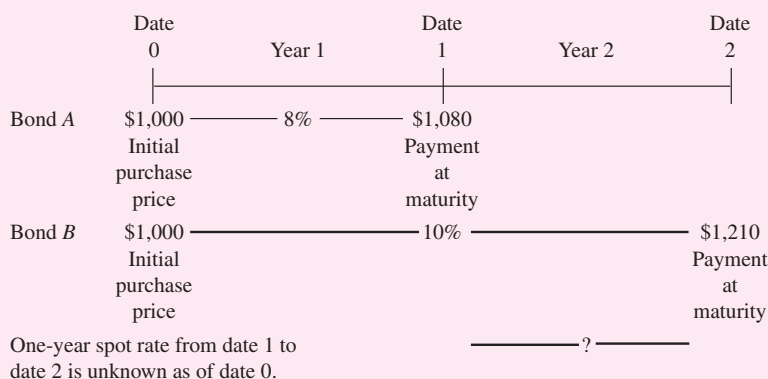 Date Date Date
0 Year 1 1 Year 2 2
Bond A $1,000 8% $1,080
Initial Payment
purchase at
price maturity
Bond B $1,000 10% $1,210
Initial Payment
purchase at
price maturity
One-year spot rate from date 1 to ?
date 2 is unknown as of date 0.